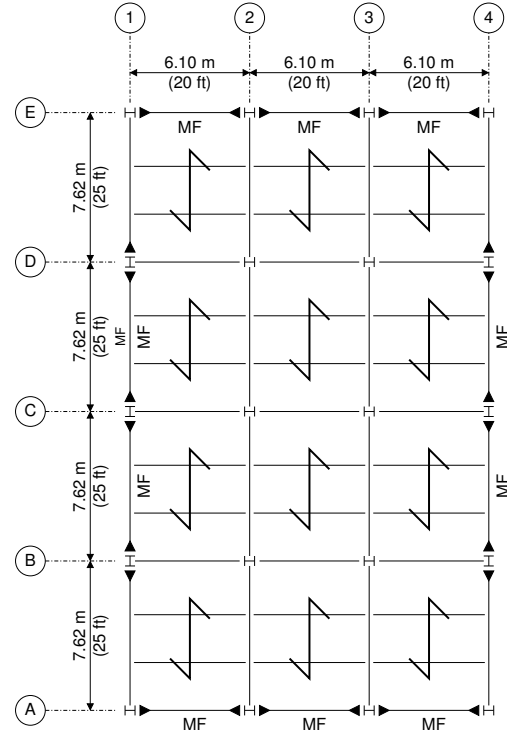 1 2 3 4
6.10 m 6.10 m 6.10 m
(20 ft) (20 ft) (20 ft)
E
MF MF MF
7.62 m
(25 ft)
D
7.62 m
(25 ft)
MF
MF
MF
C
7.62 m
(25 ft)
MF
MF
B
7.62 m
(25 ft)
A
MF MF MF